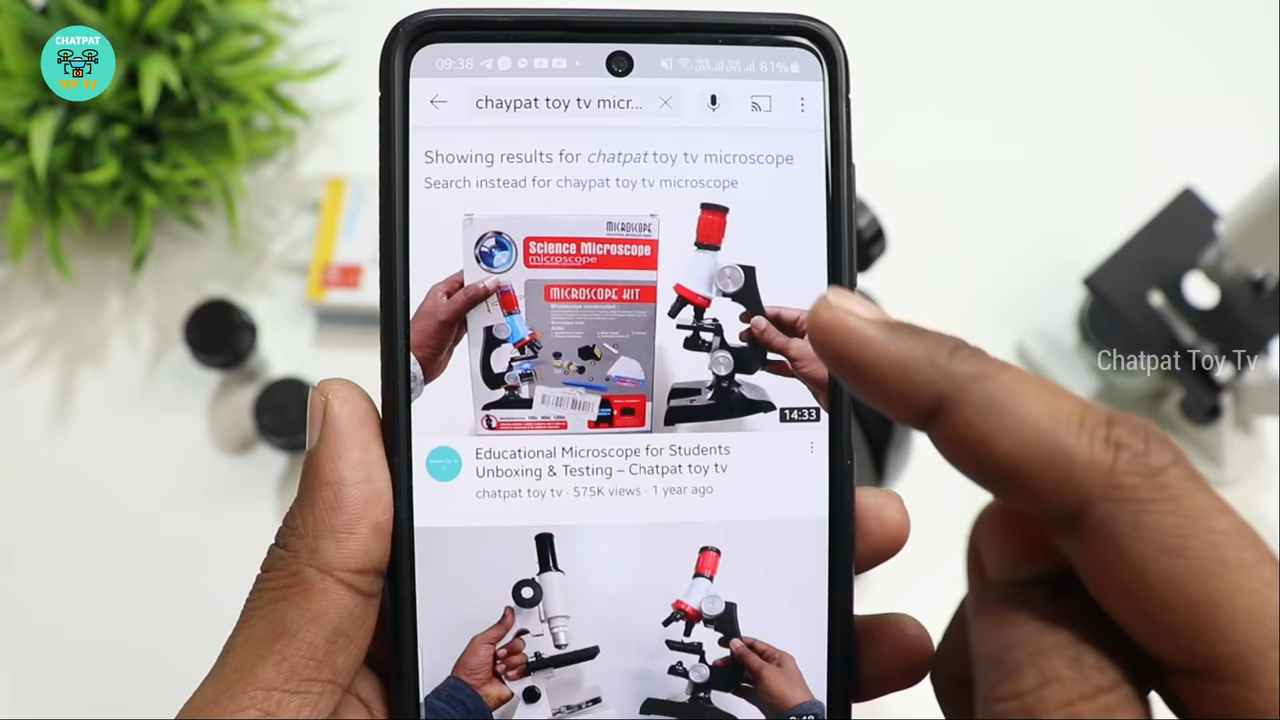 CHATPAT
TOY TV
09:38
81%
chaypat toy tv micr...
Showing results for chatpat toy tv microscope
Search instead for chaypat toy tv microscope
MICROSCOPE
Science Microscope
microscope
MICROSCOPE KIT
Microscope constructed :
14:33
Educational Microscope for Students
Unboxing & Testing – Chatpat toy tv
chatpat toy tv · 575K views · 1 year ago
Chatpat Toy Tv